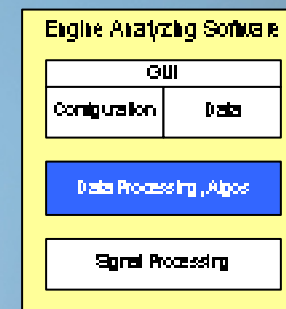 Engine Analyzing Software
GUI
Configuration Data
Data Processing, Algos
Signal Processing